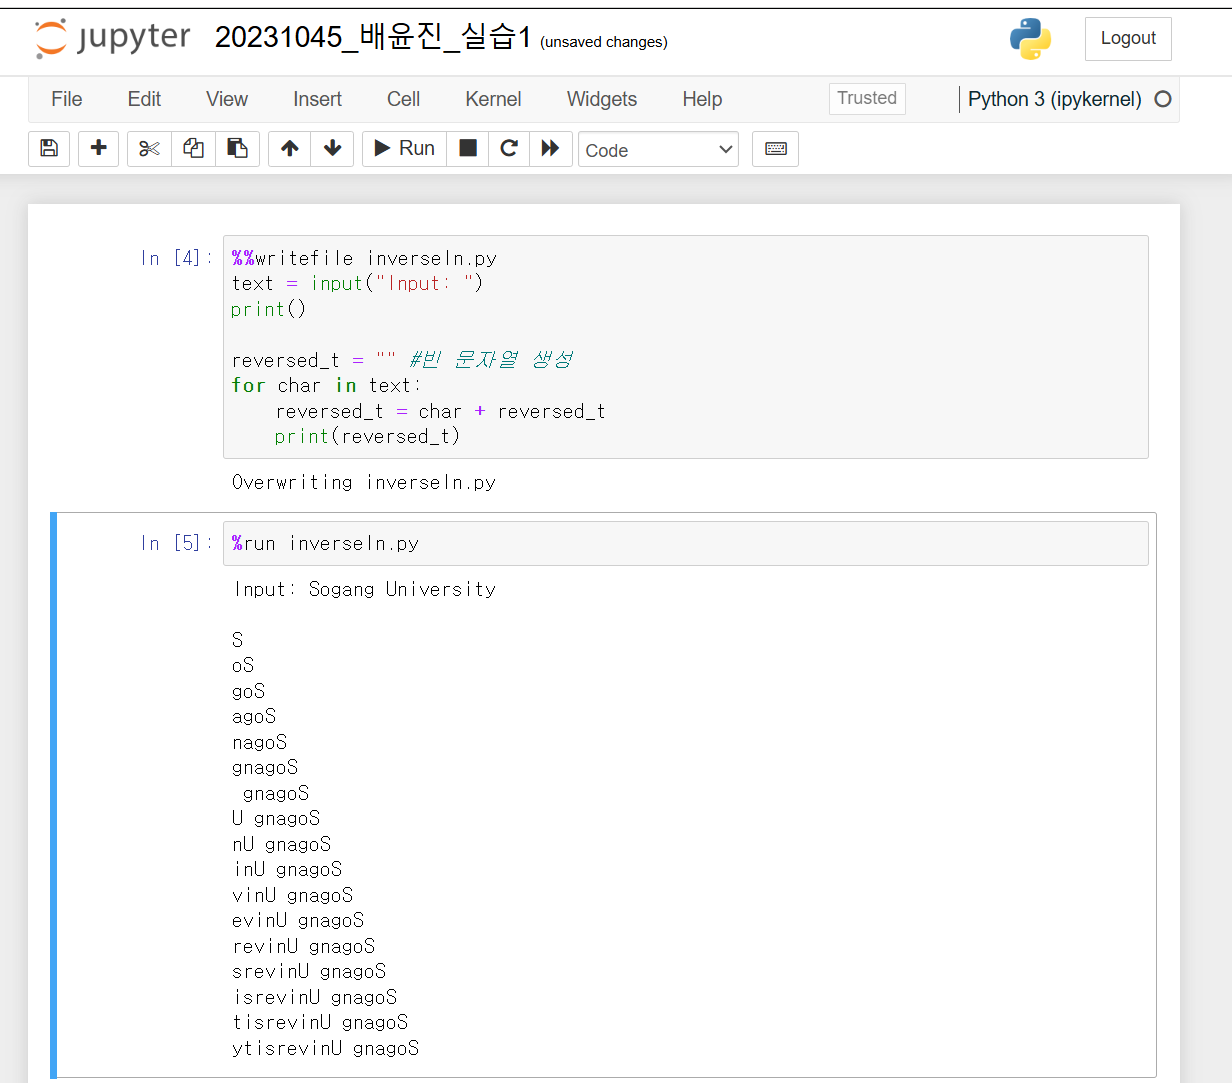 jupyter 20231045_배윤진_실습1 (unsaved changes)
Logout
File Edit View Insert Cell Kernel Widgets Help Trusted Python 3 (ipykernel)
Run Code
In [4]: %%writefile inverseIn.py
text = input("Input: ")
print()

reversed_t = "" #빈 문자열 생성
for char in text:
    reversed_t = char + reversed_t
    print(reversed_t)
Overwriting inverseIn.py
In [5]: %run inverseIn.py
Input: Sogang University

S
oS
goS
agoS
nagoS
gnagoS
 gnagoS
U gnagoS
nU gnagoS
inU gnagoS
vinU gnagoS
evinU gnagoS
revinU gnagoS
srevinU gnagoS
isrevinU gnagoS
tisrevinU gnagoS
ytisrevinU gnagoS